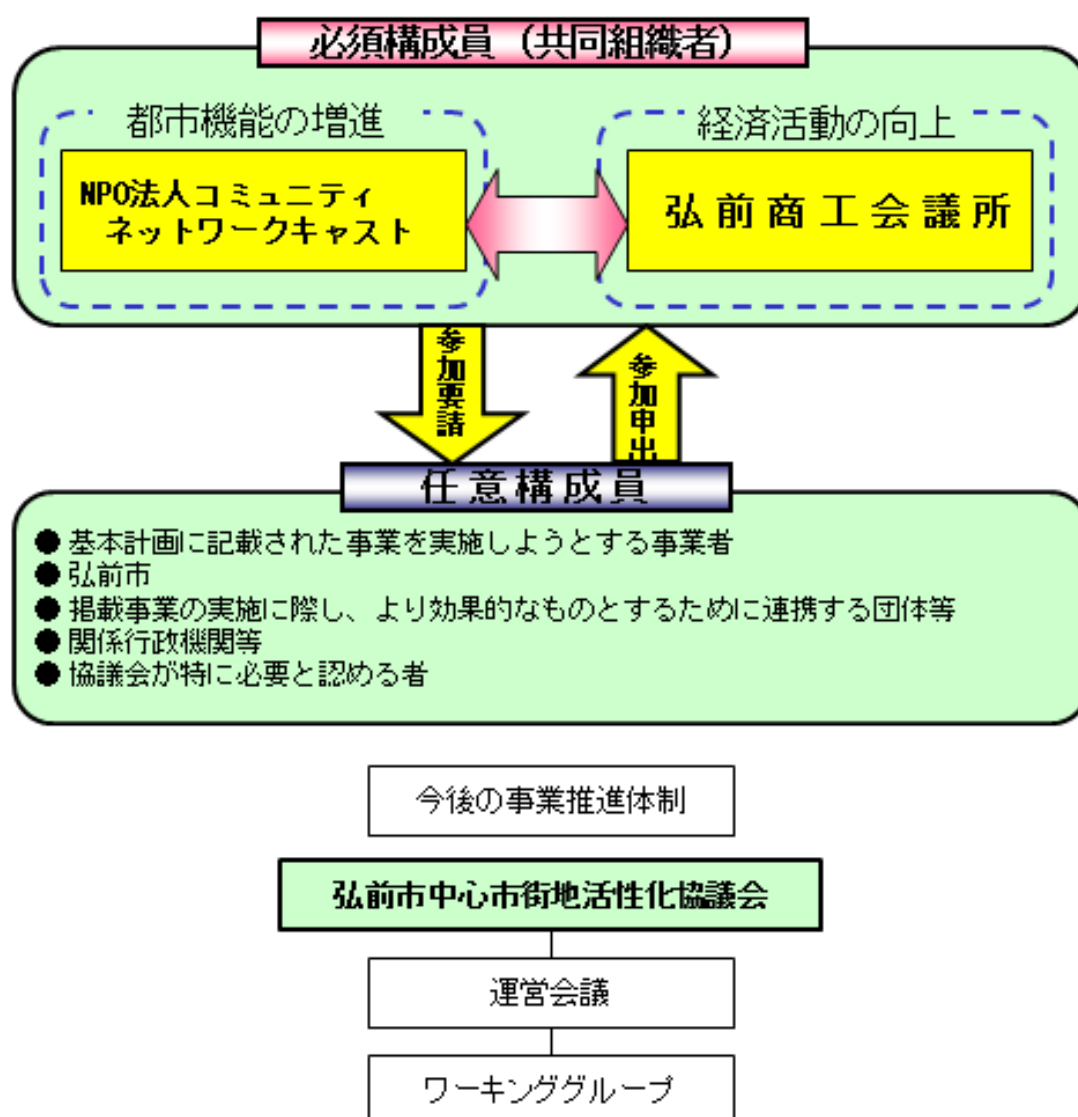 必須構成員（共同組織者）
都市機能の増進
経済活動の向上
NPO法人コミュニティ
ネットワークキャスト
弘前商工会議所
参加要請
参加申出
任意構成員
●基本計画に記載された事業を実施しようとする事業者
●弘前市
●掲載事業の実施に際し、より効果的なものとするために連携する団体等
●関係行政機関等
●協議会が特に必要と認める者
今後の事業推進体制
弘前市中心市街地活性化協議会
運営会議
ワーキンググループ